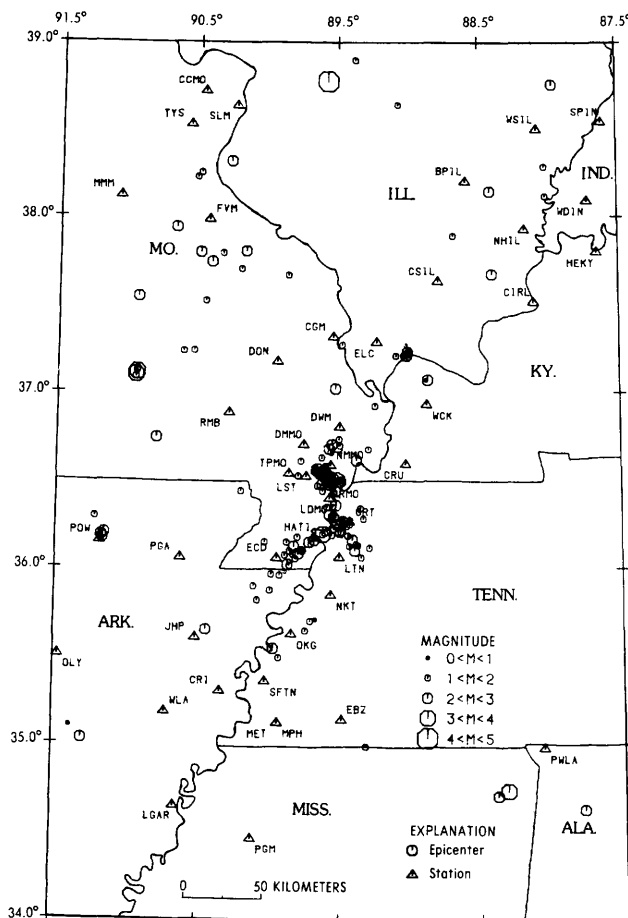 91.5° 90.5° 89.5° 88.5° 87.5°
39.0°
CCMO
TYS
SLM
WSIL
SPIN
MMM
BPIL
IND.
ILL.
FVM
WDIN
38.0°
MO.
NHIL
HEKY
CSIL
CIRL
CGM
ELC
DON
KY.
37.0°
RMB
WCK
DWM
DMMO
NMMO
TPMO
CRU
LST
LDMO
HATI
POW
ECD
PGA
LTN
36.0°
NKT
TENN.
ARK.
JHP
OKG
OLY
MAGNITUDE
0<M<1
1<M<2
2<M<3
3<M<4
4<M<5
CRI
SFTN
WLA
EBZ
MET
MPH
35.0°
PWLA
LGAR
MISS.
ALA.
PGM
EXPLANATION
Epicenter
Station
0 50 KILOMETERS
34.0°